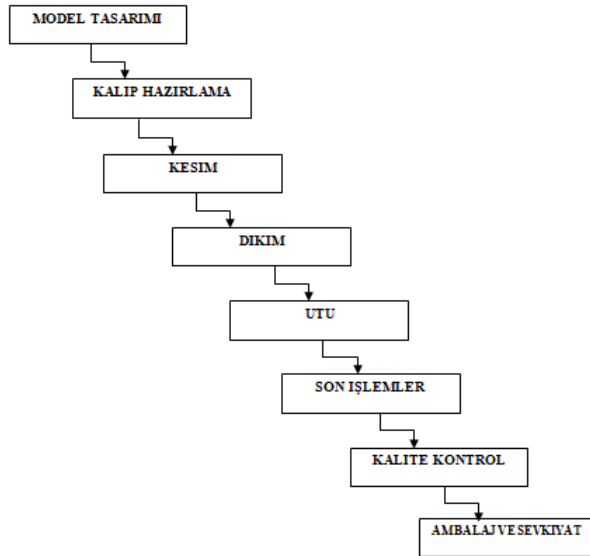 MODEL TASARIMI
KALIP HAZIRLAMA
KESIM
DIKIM
UTU
SON IŞLEMLER
KALITE KONTROL
AMBALAJ VE SEVKIYAT